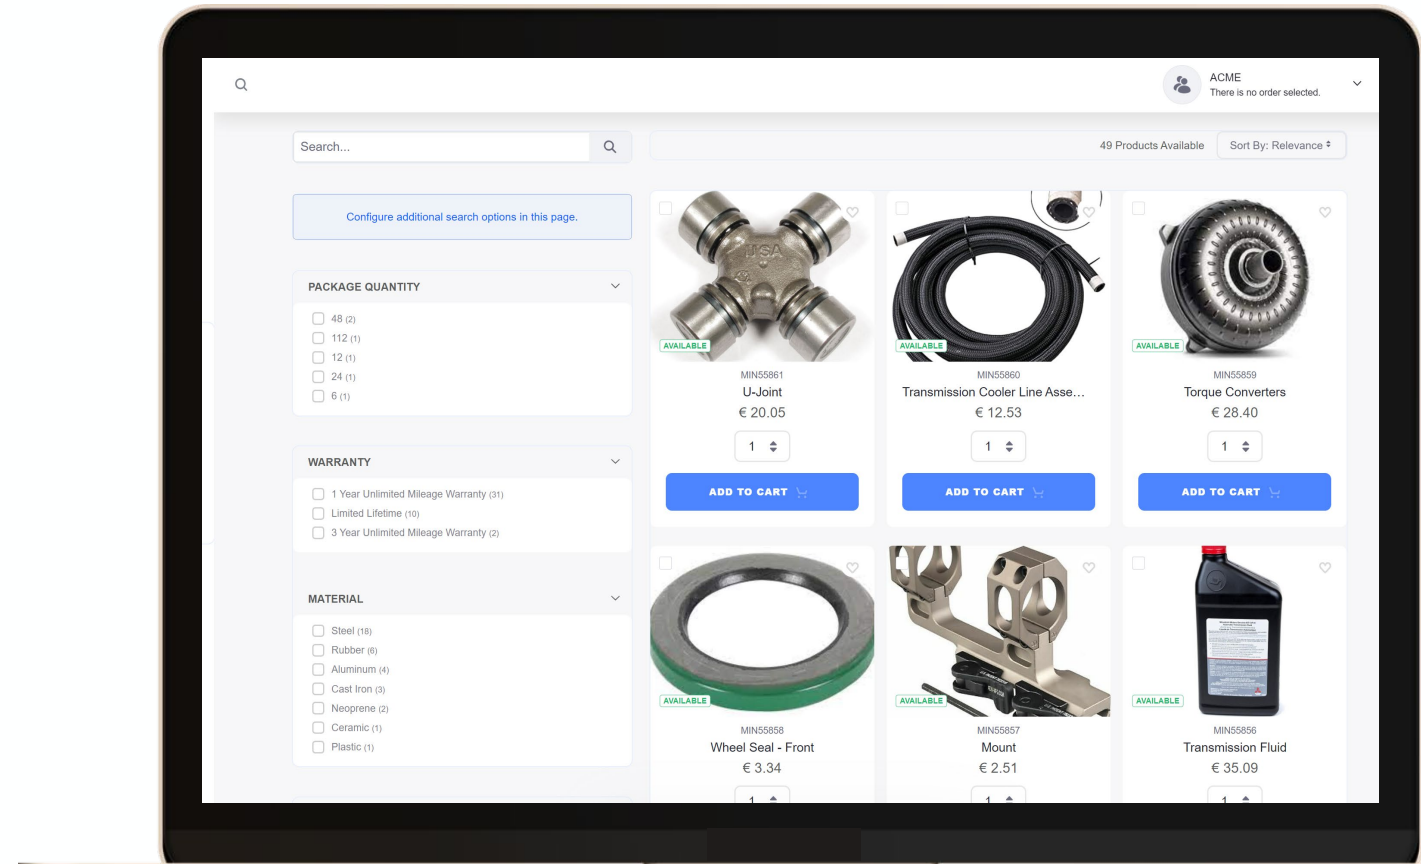 ACME
There is no order selected.
Search...
49 Products Available
Sort By: Relevance
Configure additional search options in this page.
PACKAGE QUANTITY
48 (2)
112 (1)
12 (1)
24 (1)
6 (1)
WARRANTY
1 Year Unlimited Mileage Warranty (31)
Limited Lifetime (10)
3 Year Unlimited Mileage Warranty (2)
MATERIAL
Steel (18)
Rubber (6)
Aluminum (4)
Cast Iron (3)
Neoprene (2)
Ceramic (1)
Plastic (1)
USA
AVAILABLE
MIN55861
U-Joint
€ 20.05
1
ADD TO CART
AVAILABLE
MIN55860
Transmission Cooler Line Asse...
€ 12.53
1
ADD TO CART
AVAILABLE
MIN55859
Torque Converters
€ 28.40
1
ADD TO CART
AVAILABLE
MIN55858
Wheel Seal - Front
€ 3.34
1
AVAILABLE
MIN55857
Mount
€ 2.51
1
AVAILABLE
MIN55856
Transmission Fluid
€ 35.09
1